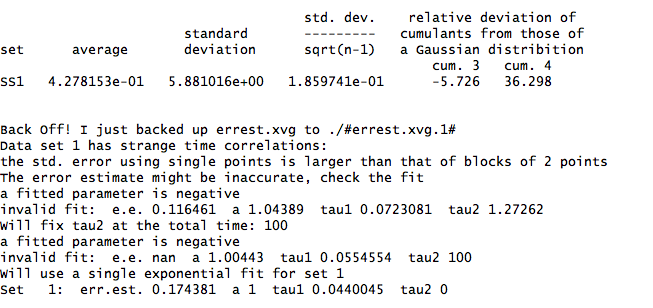 std. dev. relative deviation of
standard --------- cumulants from those of
set average deviation sqrt(n-1) a Gaussian distribition
cum. 3 cum. 4
SS1 4.278153e-01 5.881016e+00 1.859741e-01 -5.726 36.298
Back Off! I just backed up errest.xvg to ./#errest.xvg.1#
Data set 1 has strange time correlations:
the std. error using single points is larger than that of blocks of 2 points
The error estimate might be inaccurate, check the fit
a fitted parameter is negative
invalid fit: e.e. 0.116461 a 1.04389 tau1 0.0723081 tau2 1.27262
Will fix tau2 at the total time: 100
a fitted parameter is negative
invalid fit: e.e. nan a 1.00443 tau1 0.0554554 tau2 100
Will use a single exponential fit for set 1
Set 1: err.est. 0.174381 a 1 tau1 0.0440045 tau2 0